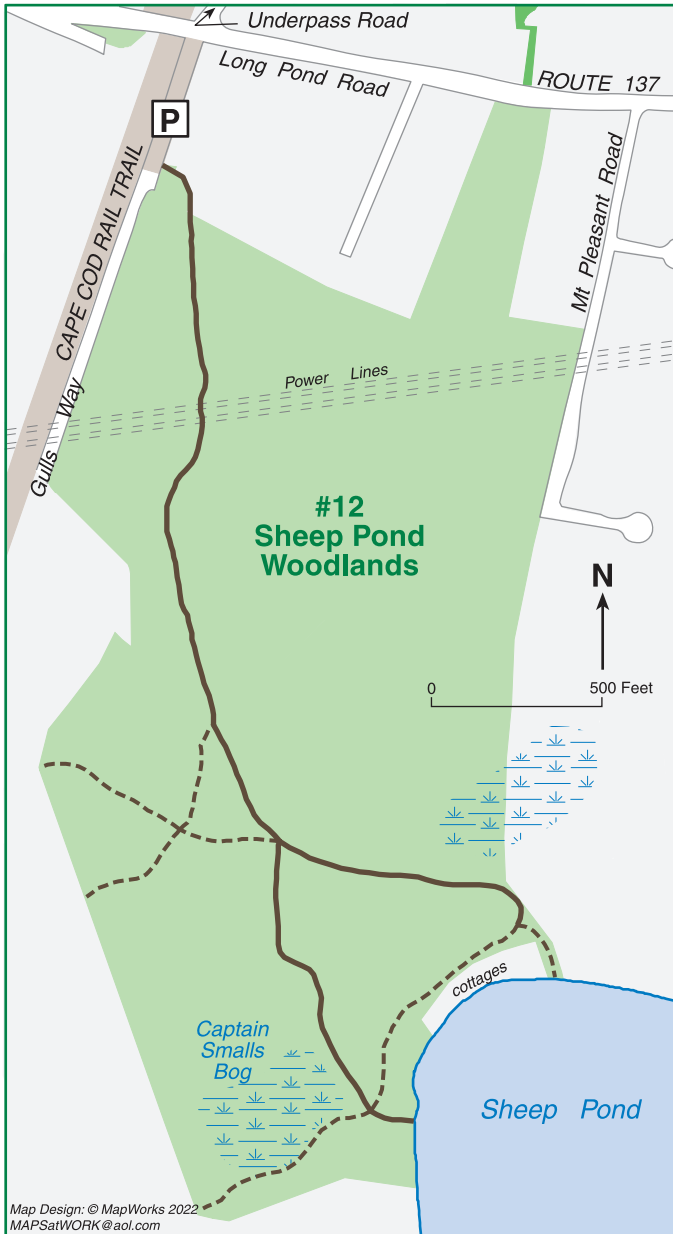 Underpass Road
Long Pond Road
ROUTE 137
P
CAPE COD RAIL TRAIL
Mt Pleasant Road
Power Lines
Gulls Way
#12
Sheep Pond
Woodlands
N
0 500 Feet
cottages
Captain
Smalls
Bog
Sheep Pond
Map Design: © MapWorks 2022
MAPSatWORK@aol.com